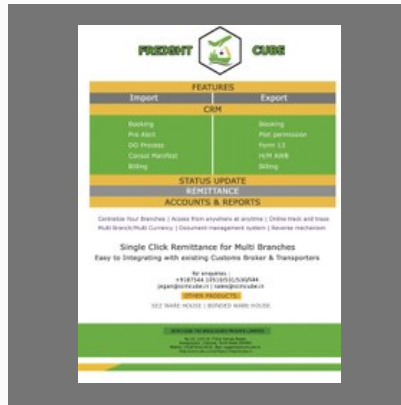 FREIGHT CUBE
FEATURES
Import Export
CRM
Booking Booking
Pre Alert Plot permission
DO Process Form 13
Consol Manifest H/M AWB
Billing Billing
STATUS UPDATE
REMITTANCE
ACCOUNTS & REPORTS
Centralize Your Branches | Access from anywhere at anytime | Online track and trace
Multi Branch/Multi Currency | Document management system | Reverse mechanism
Single Click Remittance for Multi Branches
Easy to Integrating with existing Customs Broker & Transporters
for enquiries :
OTHER PRODUCTS:
SEZ WARE HOUSE | BONDED WARE HOUSE